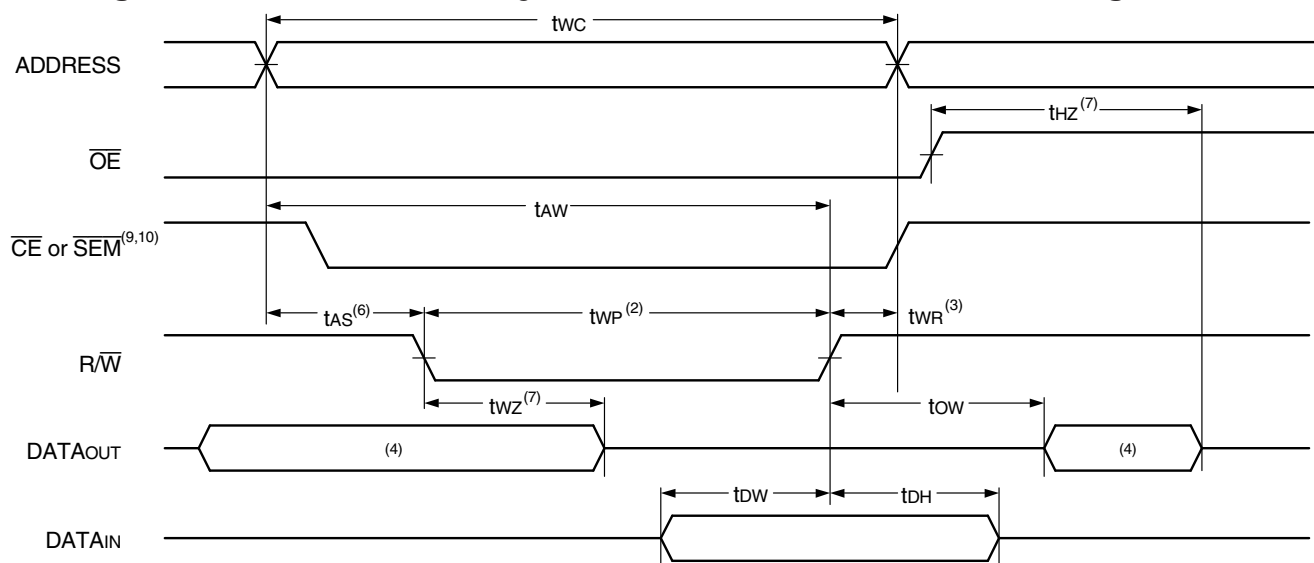 tWC
ADDRESS
tHZ(7)
OE
tAW
CE or SEM(9,10)
tAS(6) tWP(2) tWR(3)
R/W
tWZ(7) tOW
DATAOUT (4) (4)
tDW tDH
DATAIN